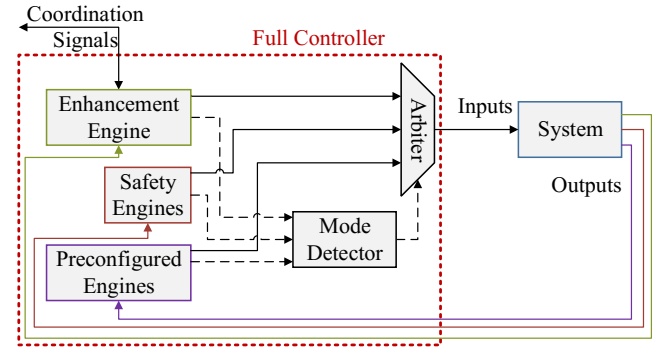 Coordination
Signals
Full Controller
Enhancement
Engine
Arbiter
Inputs
System
Safety
Engines
Outputs
Mode
Detector
Preconfigured
Engines